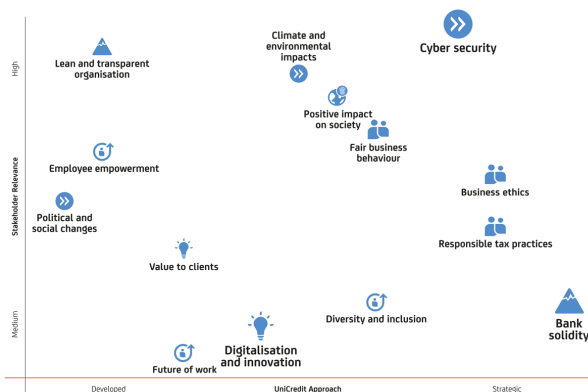 Climate and
environmental
impacts
Cyber security
High
Lean and transparent
organisation
Positive impact
on society
Fair business
behaviour
Employee empowerment
Business ethics
Stakeholder Relevance
Political and
social changes
Responsible tax practices
Value to clients
Medium
Diversity and inclusion
Bank
solidity
Digitalisation
and innovation
Future of work
Developed
UniCredit Approach
Strategic